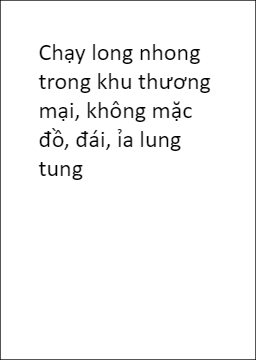 Chạy long nhong
trong khu thương
mại, không mặc
đồ, đái, ỉa lung
tung